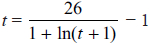 t = 26 / (1 + ln(t + 1)) − 1